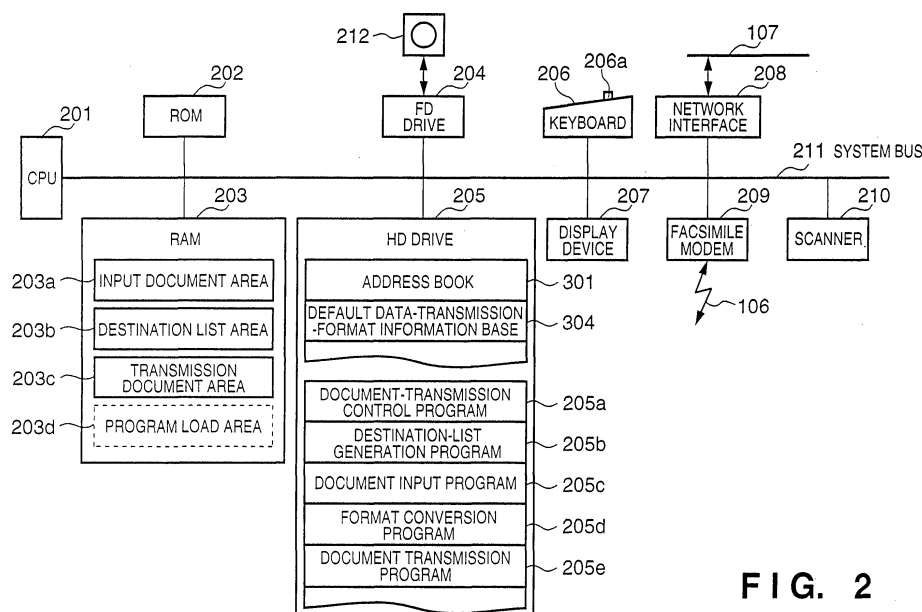 212
107
202
204
206
206a
208
201
ROM
FD
DRIVE
KEYBOARD
NETWORK
INTERFACE
CPU
211 SYSTEM BUS
203
205
207
209
210
RAM
HD DRIVE
DISPLAY
DEVICE
FACSIMILE
MODEM
SCANNER
203a
INPUT DOCUMENT AREA
203b
DESTINATION LIST AREA
203c
TRANSMISSION
DOCUMENT AREA
203d
PROGRAM LOAD AREA
ADDRESS BOOK
301
DEFAULT DATA-TRANSMISSION
-FORMAT INFORMATION BASE
304
106
DOCUMENT-TRANSMISSION
CONTROL PROGRAM
205a
DESTINATION-LIST
GENERATION PROGRAM
205b
DOCUMENT INPUT PROGRAM
205c
FORMAT CONVERSION
PROGRAM
205d
DOCUMENT TRANSMISSION
PROGRAM
205e
FIG. 2